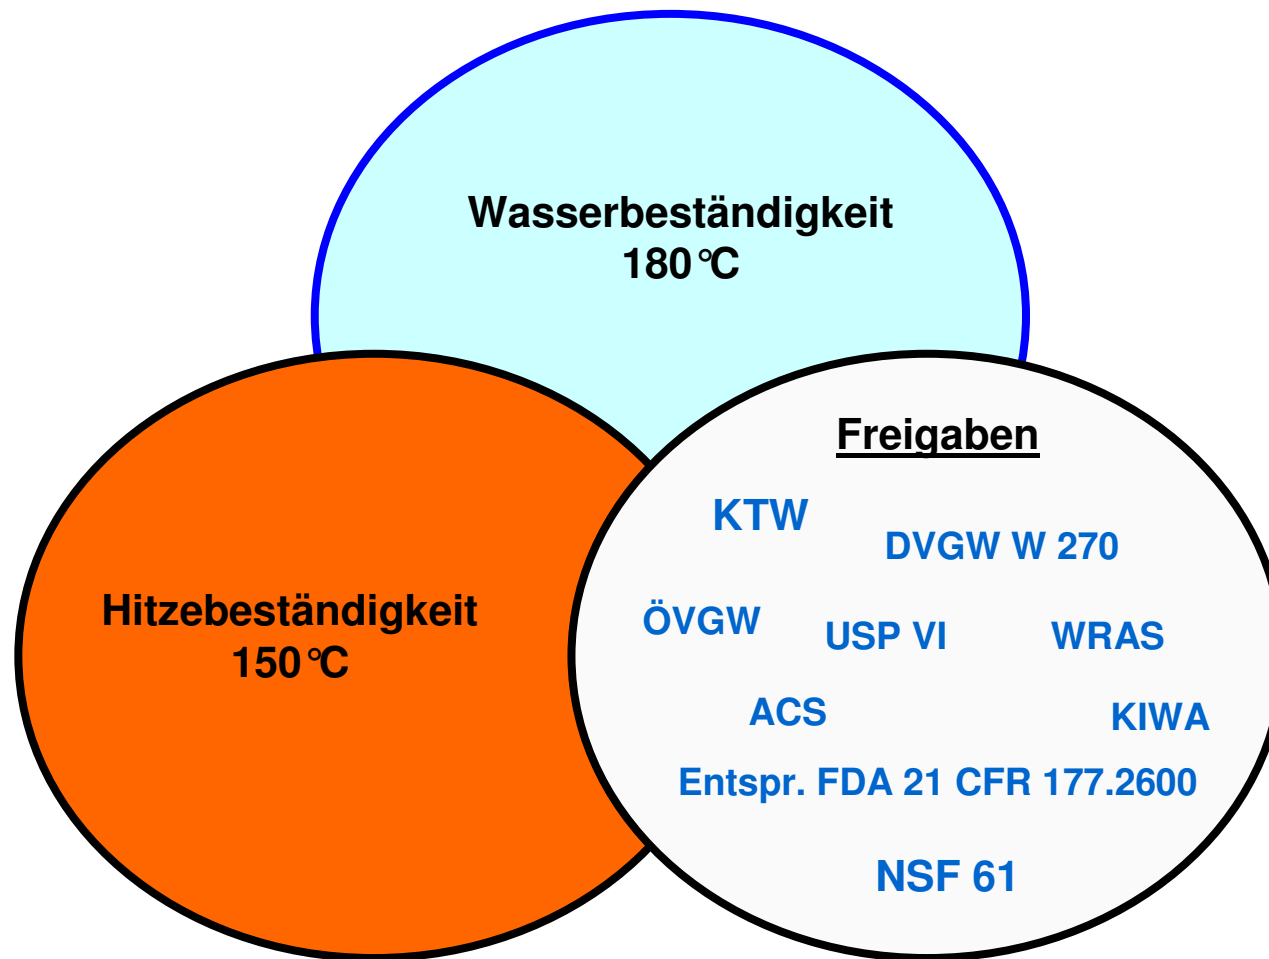 Wasserbeständigkeit
180°C
Hitzebeständigkeit
150°C
Freigaben
KTW
DVGW W 270
ÖVGW
USP VI
WRAS
ACS
KIWA
Entspr. FDA 21 CFR 177.2600
NSF 61